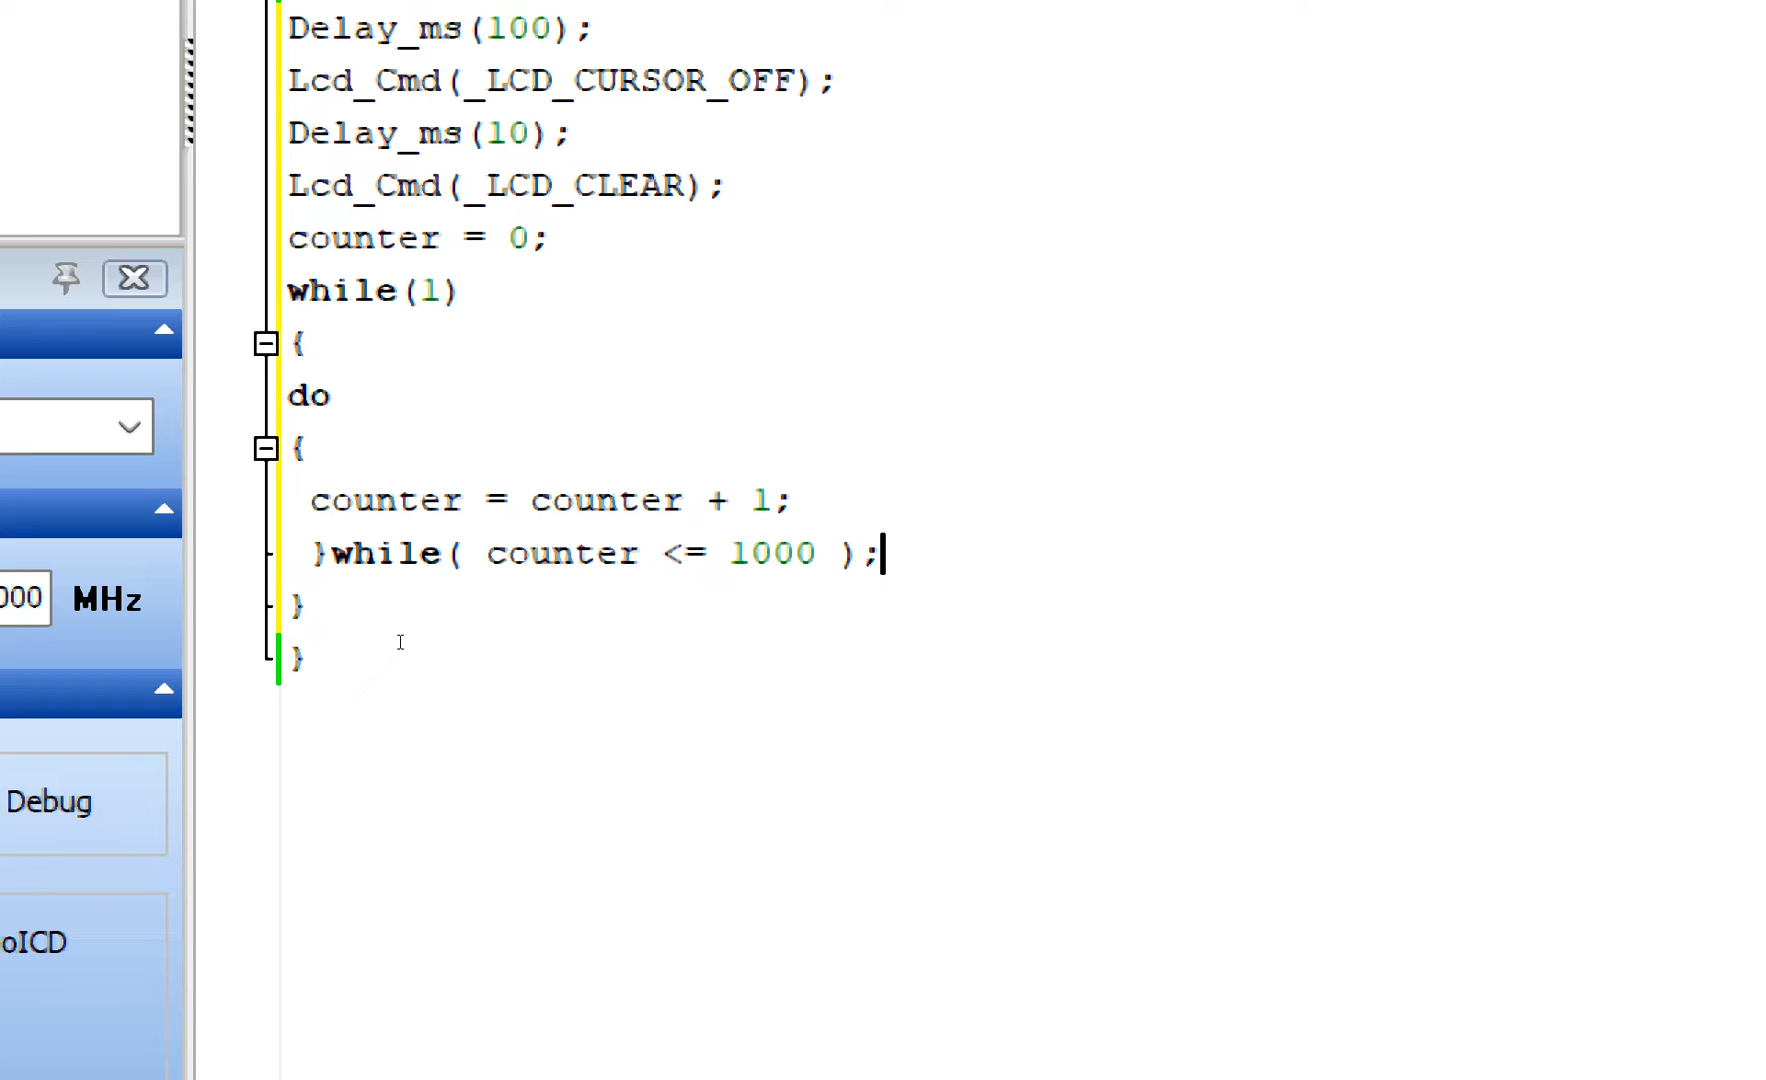 Delay_ms(100);
Lcd_Cmd(_LCD_CURSOR_OFF);
Delay_ms(10);
Lcd_Cmd(_LCD_CLEAR);
counter = 0;
while(1)
{
do
{
counter = counter + 1;
}while( counter <= 1000 );
}
}
000 MHz
Debug
oICD